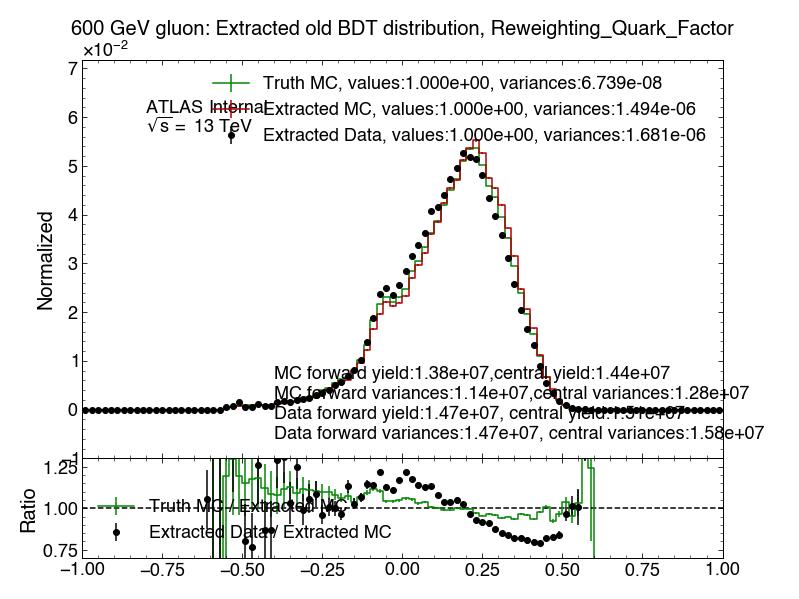 600 GeV gluon: Extracted old BDT distribution, Reweighting_Quark_Factor
×10−2
Truth MC, values:1.000e+00, variances:6.739e-08
ATLAS Internal
Extracted MC, values:1.000e+00, variances:1.494e-06
√s = 13 TeV
Extracted Data, values:1.000e+00, variances:1.681e-06
7
6
5
4
3
2
1
0
−1
Normalized
MC forward yield:1.38e+07,central yield:1.44e+07
MC forward variances:1.14e+07,central variances:1.28e+07
Data forward yield:1.47e+07, central yield:1.51e+07
Data forward variances:1.47e+07, central variances:1.58e+07
1.25
1.00
0.75
Ratio
Truth MC / Extracted MC
Extracted Data / Extracted MC
−1.00 −0.75 −0.50 −0.25 0.00 0.25 0.50 0.75 1.00